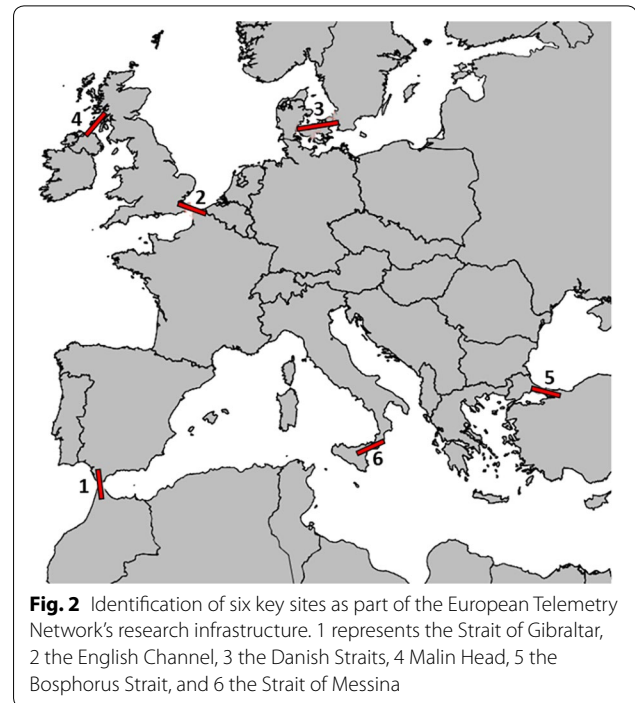 4
3
2
5
6
1
Fig. 2 Identification of six key sites as part of the European Telemetry
Network's research infrastructure. 1 represents the Strait of Gibraltar,
2 the English Channel, 3 the Danish Straits, 4 Malin Head, 5 the
Bosphorus Strait, and 6 the Strait of Messina